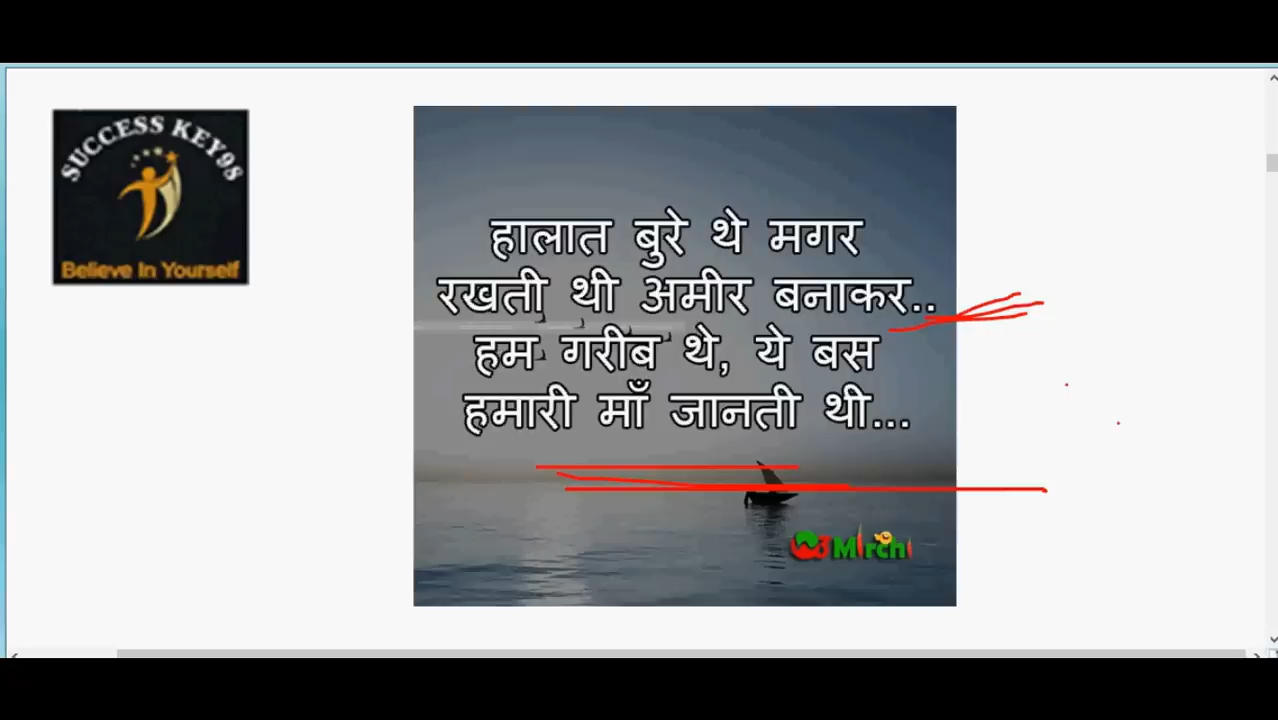 SUCCESS KEY98
Believe In Yourself
हालात बुरे थे मगर
रखती थी अमीर बनाकर..
हम गरीब थे, ये बस
हमारी माँ जानती थी...
Mirchi